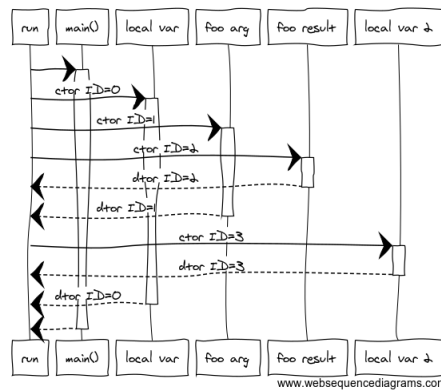 run main() local var foo arg foo result local var 2
ctor ID=0
ctor ID=1
ctor ID=2
dtor ID=2
dtor ID=1
ctor ID=3
dtor ID=3
dtor ID=0
run main() local var foo arg foo result local var 2
www.websequencediagrams.com